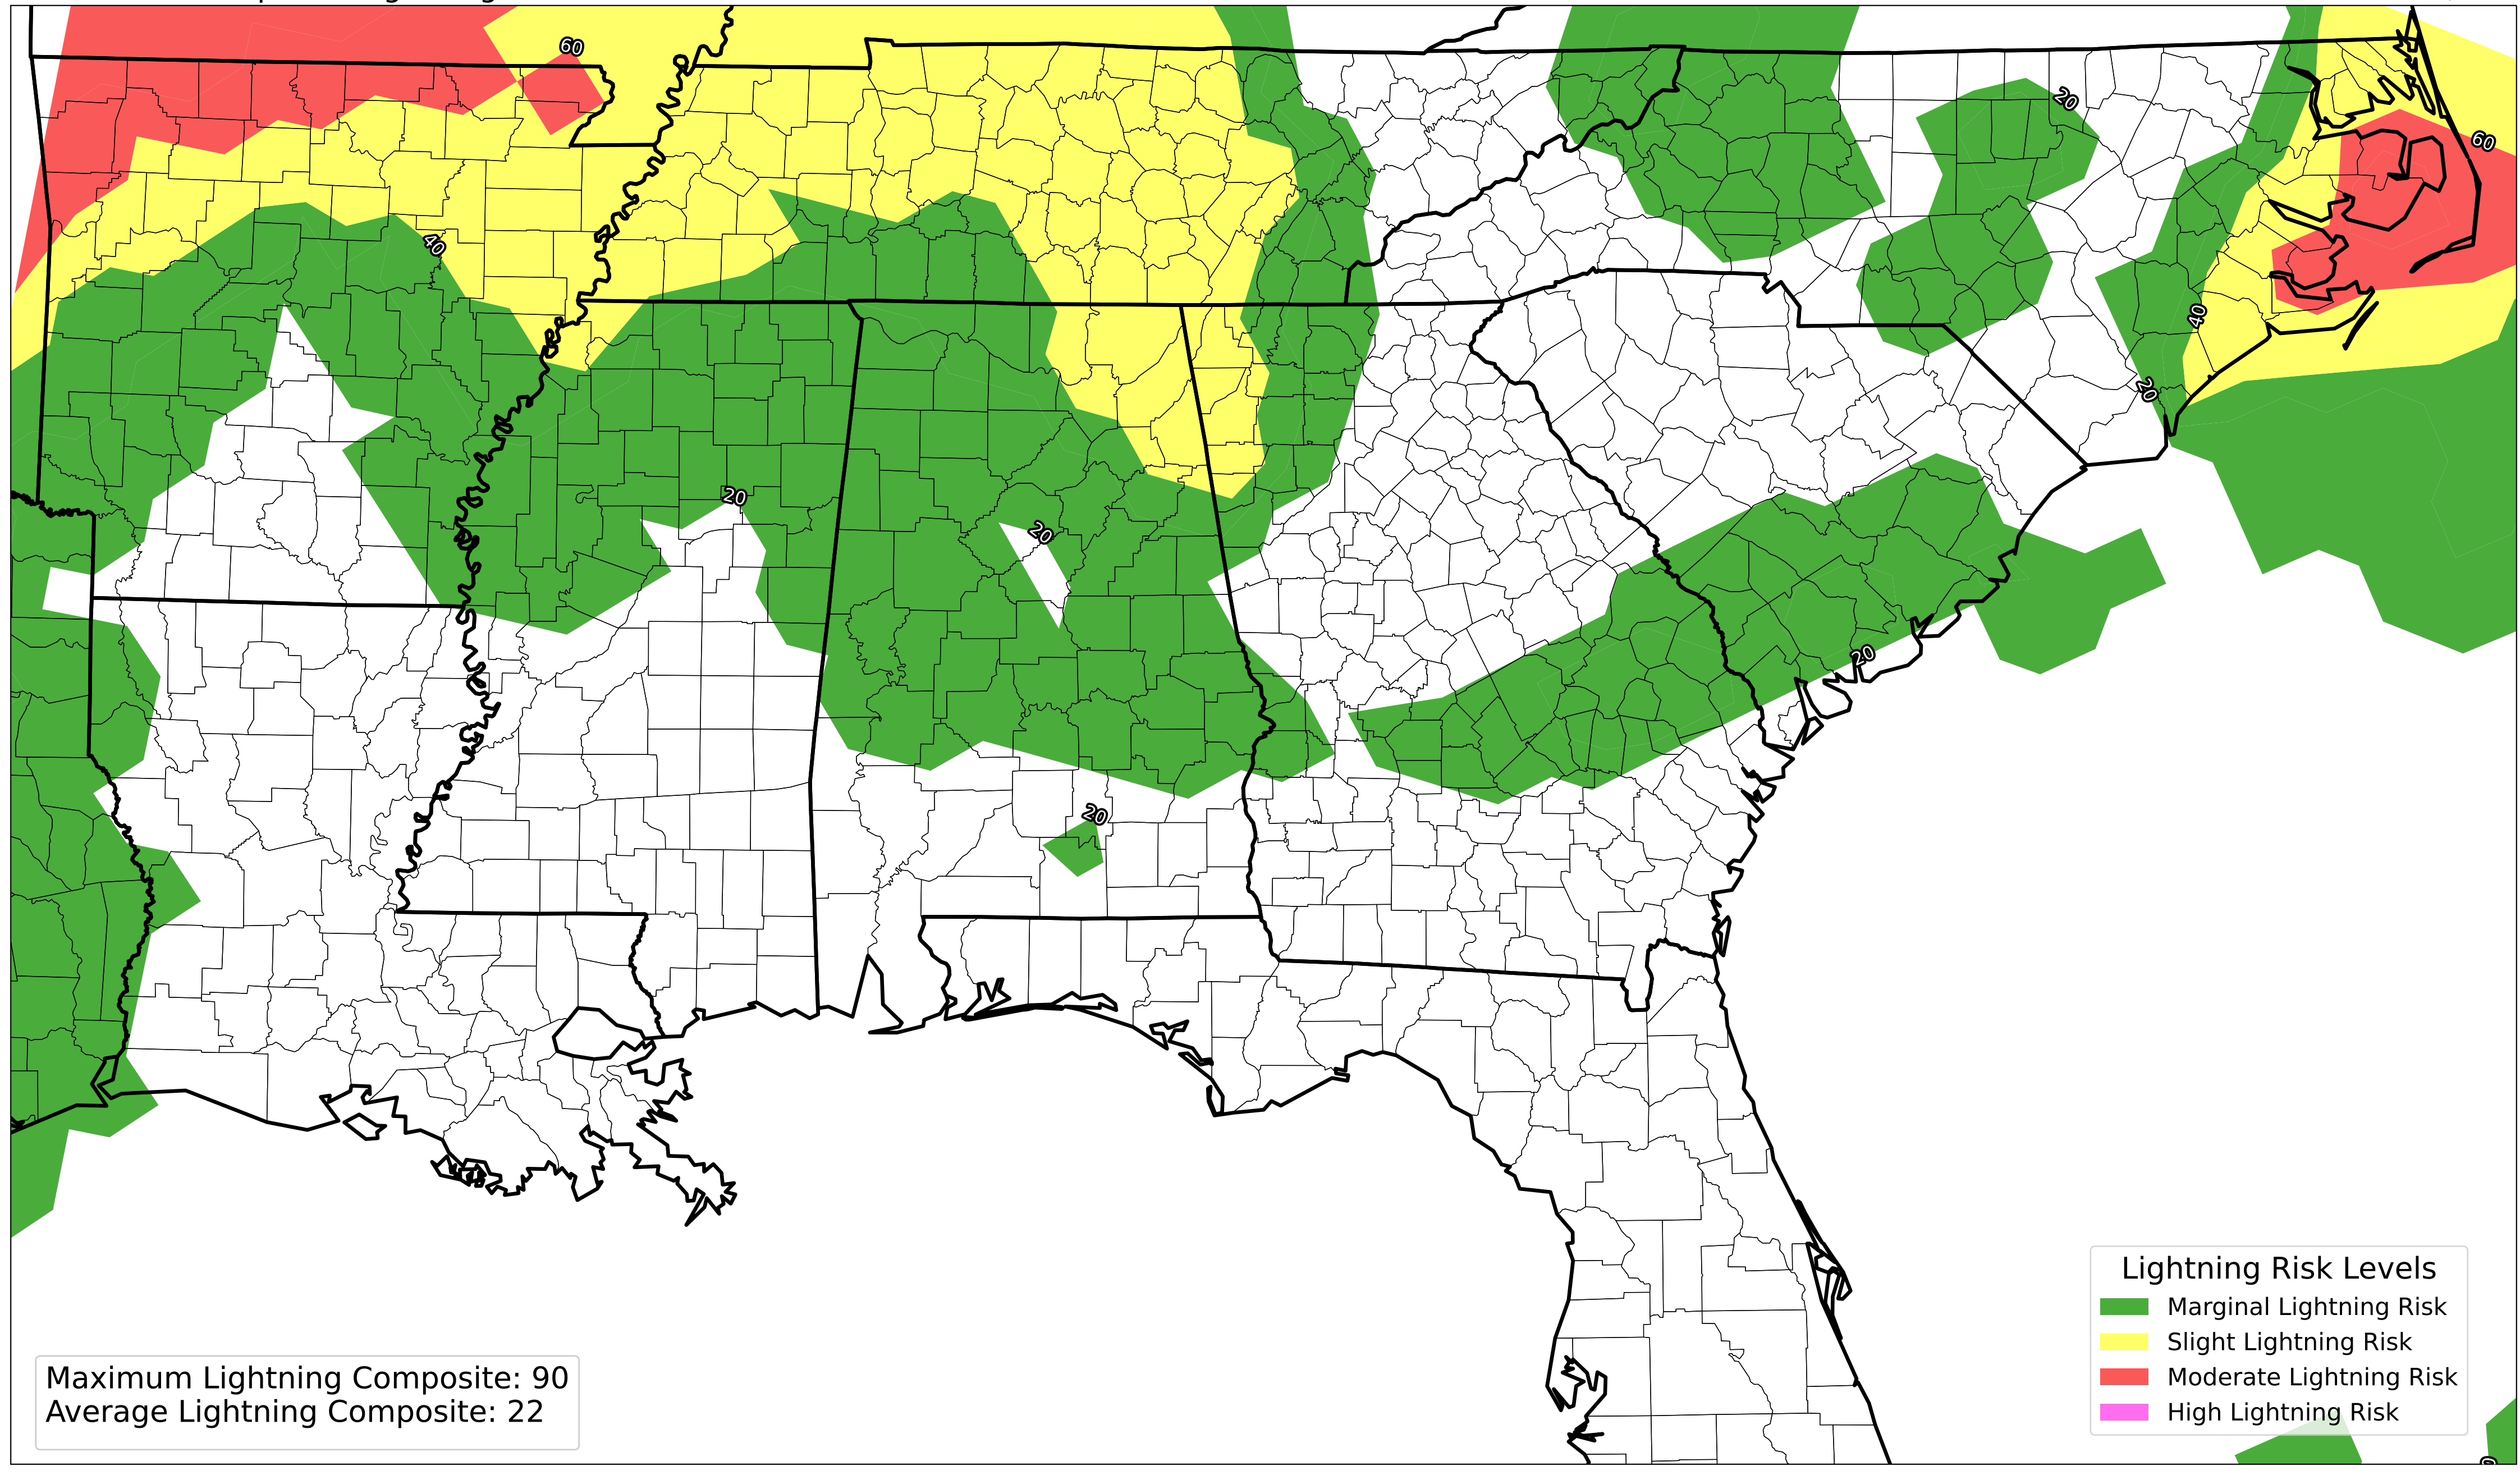 60
20
60
40
40
20
20
20
20
20
Lightning Risk Levels
Marginal Lightning Risk
Slight Lightning Risk
Moderate Lightning Risk
High Lightning Risk
Maximum Lightning Composite: 90
Average Lightning Composite: 22